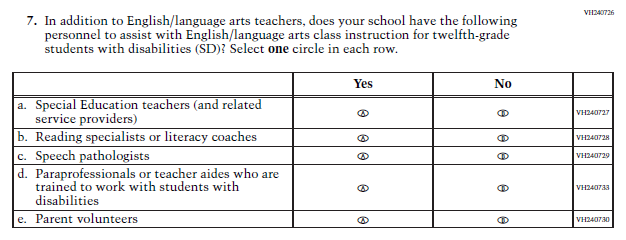 VH240726
7. In addition to English/language arts teachers, does your school have the following
personnel to assist with English/language arts class instruction for twelfth-grade
students with disabilities (SD)? Select one circle in each row.
Yes No
a. Special Education teachers (and related
service providers) Ⓐ Ⓑ VH240727
b. Reading specialists or literacy coaches Ⓐ Ⓑ VH240728
c. Speech pathologists Ⓐ Ⓑ VH240729
d. Paraprofessionals or teacher aides who are
trained to work with students with Ⓐ Ⓑ VH240733
disabilities
e. Parent volunteers Ⓐ Ⓑ VH240730